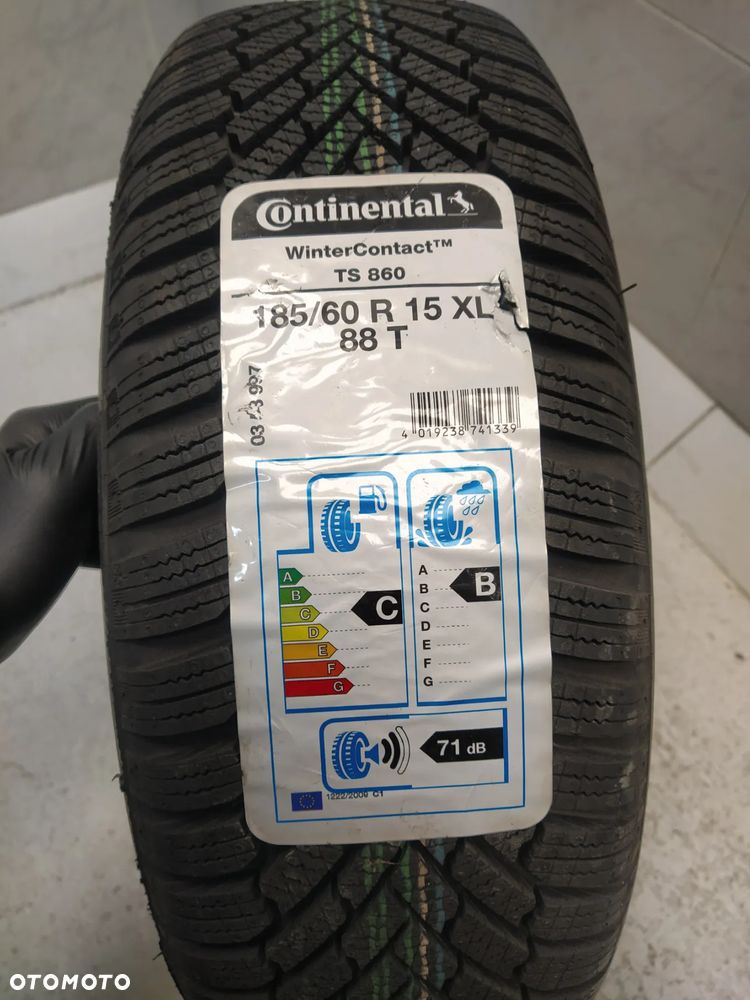 Continental
WinterContact™
TS 860
185/60 R 15 XL
88 T
4 019238 741339
A
B
C
D
E
F
G
C
A
B
C
D
E
F
G
B
71 dB
1222/2009 C1
OTOMOTO